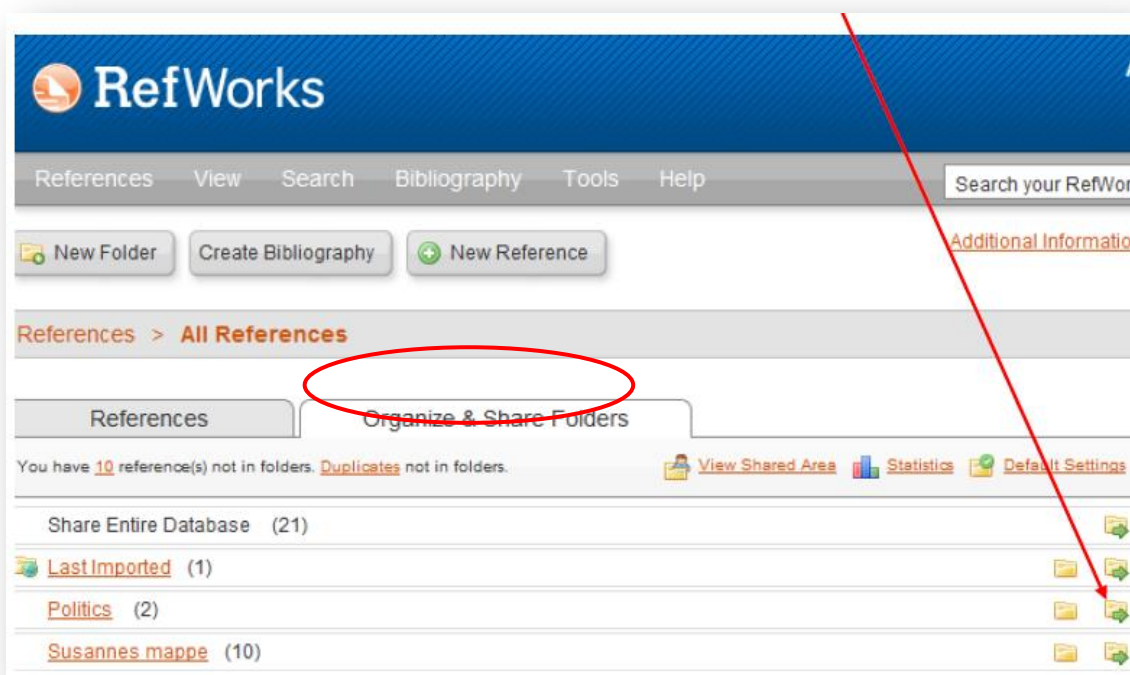 RefWorks
References View Search Bibliography Tools Help
Search your RefWor
New Folder Create Bibliography New Reference
Additional Informatio
References > All References
References Organize & Share Folders
You have 10 reference(s) not in folders. Duplicates not in folders. View Shared Area Statistics Default Settings
Share Entire Database (21)
Last Imported (1)
Politics (2)
Susannes mappe (10)